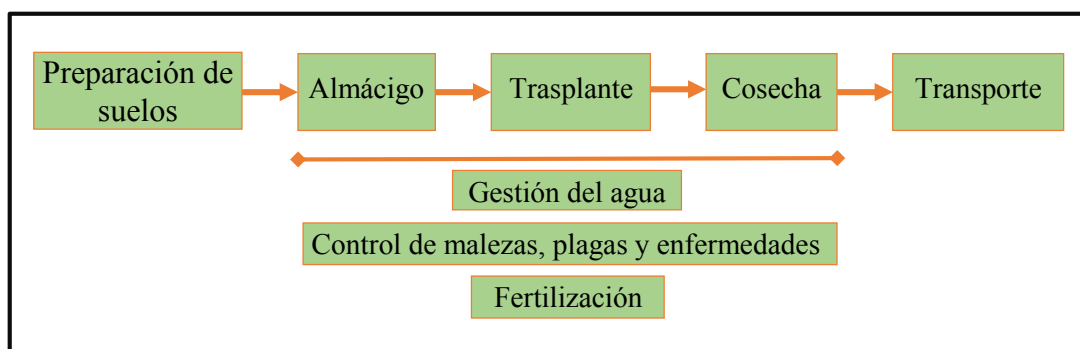 Preparación de
suelos
Almácigo
Trasplante
Cosecha
Transporte
Gestión del agua
Control de malezas, plagas y enfermedades
Fertilización